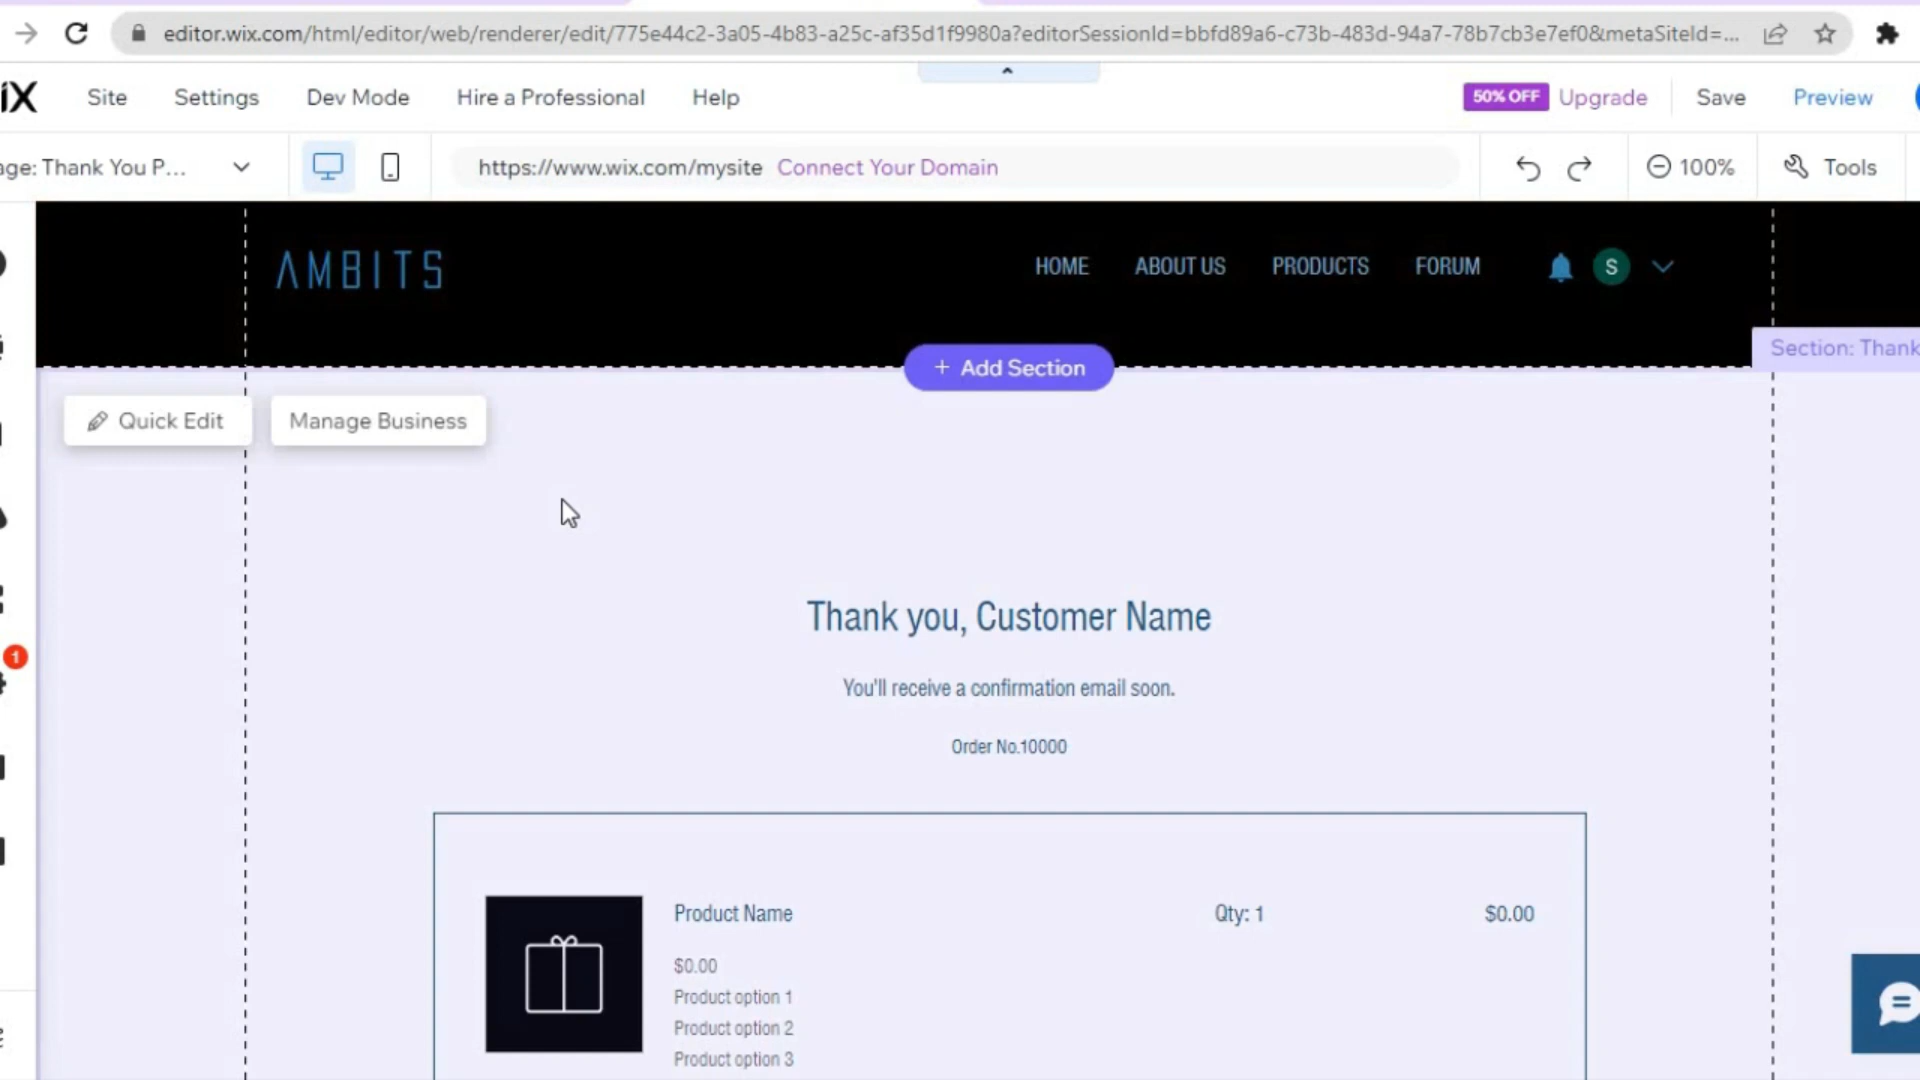 editor.wix.com/html/editor/web/renderer/edit/775e44c2-3a05-4b83-a25c-af35d1f9980a?editorSessionId=bbfd89a6-c73b-483d-94a7-78b7cb3e7ef0&metaSiteId=...
iX Site Settings Dev Mode Hire a Professional Help 50% OFF Upgrade Save Preview
age: Thank You P... https://www.wix.com/mysite Connect Your Domain 100% Tools
AMBITS HOME ABOUT US PRODUCTS FORUM S
Section: Thank
+ Add Section
Quick Edit Manage Business
Thank you, Customer Name
1
You'll receive a confirmation email soon.
Order No.10000
Product Name Qty: 1 $0.00
$0.00
Product option 1
Product option 2
Product option 3